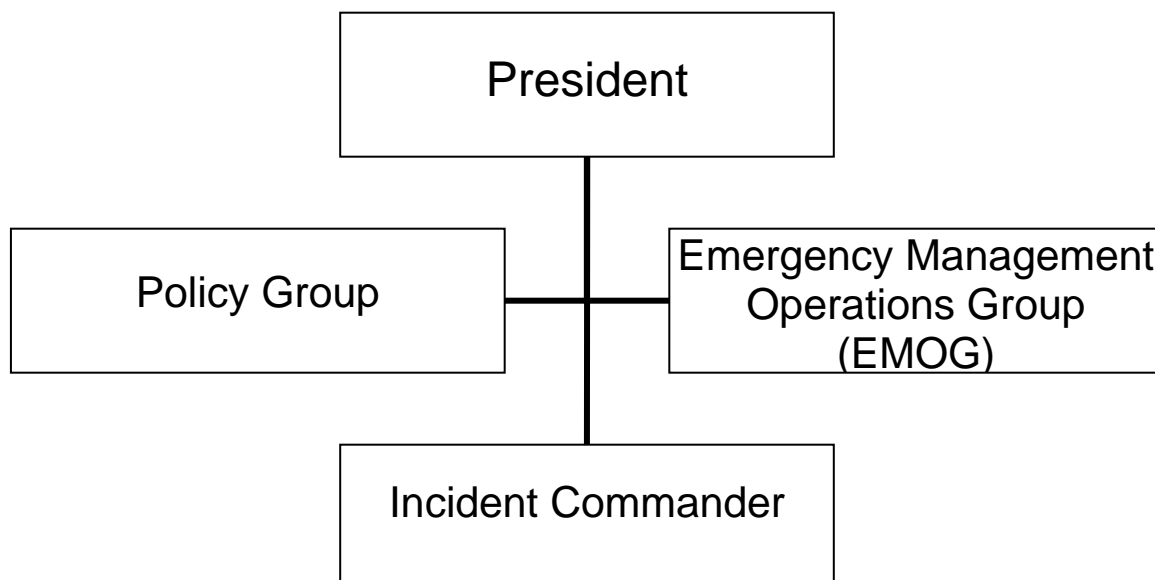 President
Policy Group
Emergency Management
Operations Group
(EMOG)
Incident Commander